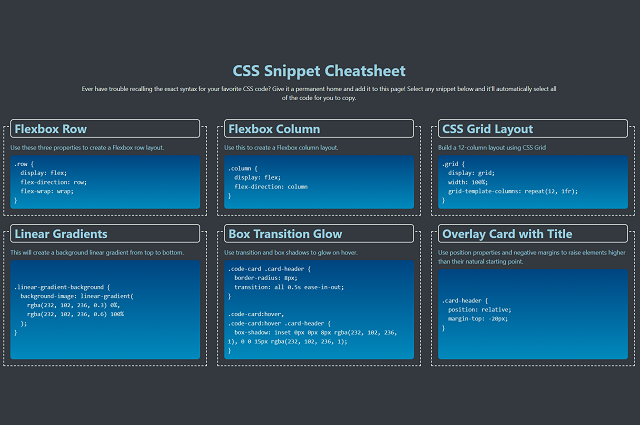 CSS Snippet Cheatsheet
Ever have trouble recalling the exact syntax for your favorite CSS code? Give it a permanent home and add it to this page! Select any snippet below and it'll automatically select all
of the code for you to copy.
Flexbox Row
Use these three properties to create a Flexbox row layout.
.row {
  display: flex;
  flex-direction: row;
  flex-wrap: wrap;
}
Flexbox Column
Use this to create a Flexbox column layout.
.column {
  display: flex;
  flex-direction: column
}
CSS Grid Layout
Build a 12-column layout using CSS Grid
.grid {
  display: grid;
  width: 100%;
  grid-template-columns: repeat(12, 1fr);
}
Linear Gradients
This will create a background linear gradient from top to bottom.
.linear-gradient-background {
  background-image: linear-gradient(
    rgba(232, 102, 236, 0.3) 0%,
    rgba(232, 102, 236, 0.6) 100%
  );
}
Box Transition Glow
Use transition and box shadows to glow on hover.
.code-card .card-header {
  border-radius: 8px;
  transition: all 0.5s ease-in-out;
}
.code-card:hover,
.code-card:hover .card-header {
  box-shadow: inset 0px 0px 8px rgba(232, 102, 236,
1), 0 0 15px rgba(232, 102, 236, 1);
}
Overlay Card with Title
Use position properties and negative margins to raise elements higher
than their natural starting point.
.card-header {
  position: relative;
  margin-top: -20px;
}